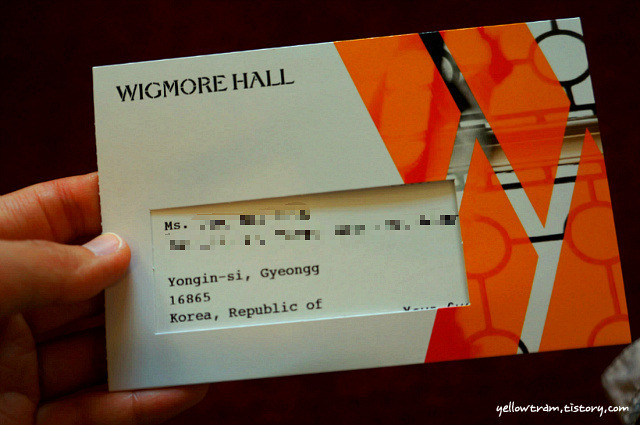 WIGMORE HALL
Ms.
Yongin-si, Gyeongg
16865
Korea, Republic of
yellowtram.tistory.com